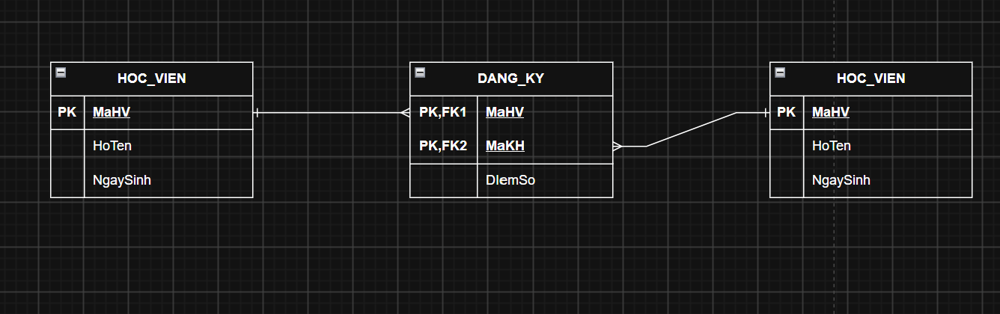 HOC_VIEN
PK MaHV
HoTen
NgaySinh
DANG_KY
PK,FK1 MaHV
PK,FK2 MaKH
DIemSo
HOC_VIEN
PK MaHV
HoTen
NgaySinh